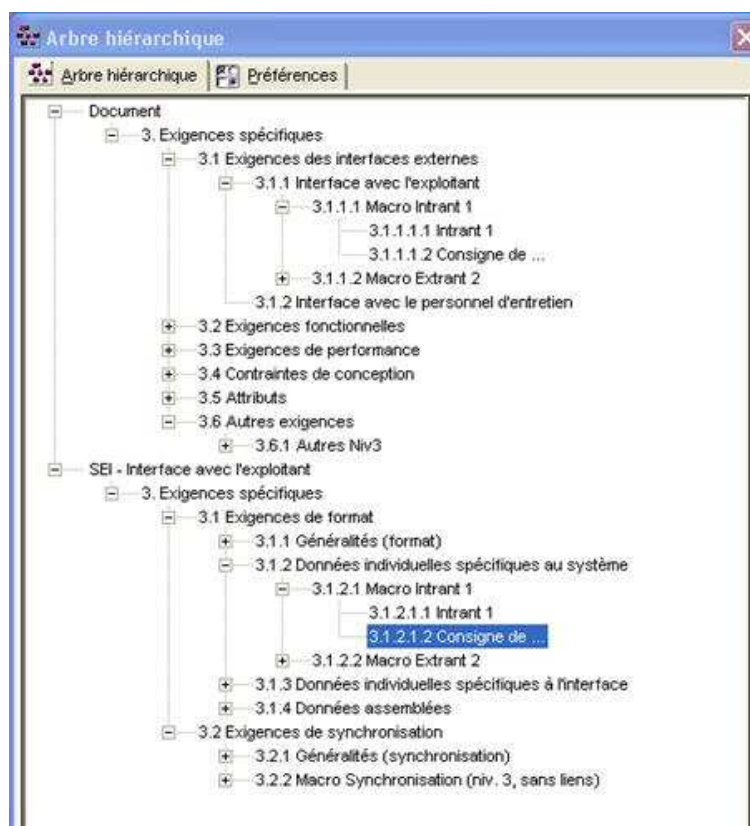 Arbre hiérarchique
Arbre hiérarchique Préférences
Document
3. Exigences spécifiques
3.1 Exigences des interfaces externes
3.1.1 Interface avec l'exploitant
3.1.1.1 Macro Intrant 1
3.1.1.1.1 Intrant 1
3.1.1.1.2 Consigne de ...
3.1.1.2 Macro Extrant 2
3.1.2 Interface avec le personnel d'entretien
3.2 Exigences fonctionnelles
3.3 Exigences de performance
3.4 Contraintes de conception
3.5 Attributs
3.6 Autres exigences
3.6.1 Autres Niv3
SEI - Interface avec l'exploitant
3. Exigences spécifiques
3.1 Exigences de format
3.1.1 Généralités (format)
3.1.2 Données individuelles spécifiques au système
3.1.2.1 Macro Intrant 1
3.1.2.1.1 Intrant 1
3.1.2.1.2 Consigne de ...
3.1.2.2 Macro Extrant 2
3.1.3 Données individuelles spécifiques à l'interface
3.1.4 Données assemblées
3.2 Exigences de synchronisation
3.2.1 Généralités (synchronisation)
3.2.2 Macro Synchronisation (niv. 3, sans liens)